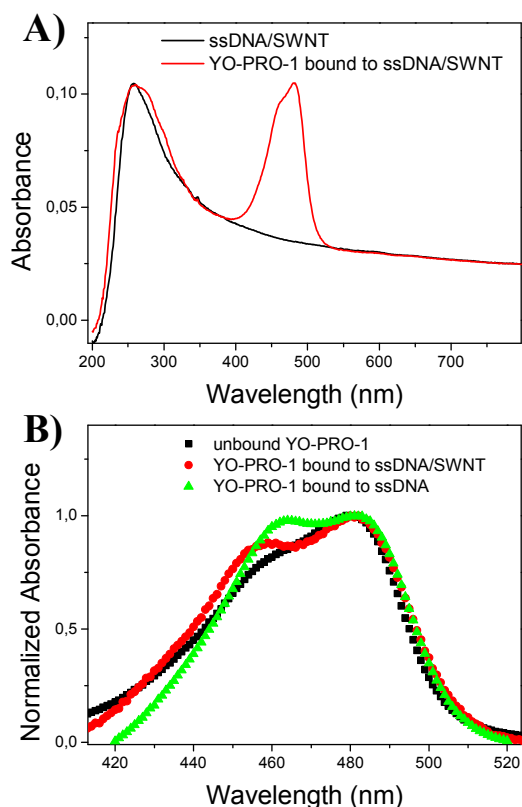 A)
ssDNA/SWNT
YO-PRO-1 bound to ssDNA/SWNT
Absorbance
0,10
0,05
0,00
200 300 400 500 600 700
Wavelength (nm)
B)
unbound YO-PRO-1
YO-PRO-1 bound to ssDNA/SWNT
YO-PRO-1 bound to ssDNA
Normalized Absorbance
1,0
0,5
0,0
420 440 460 480 500 520
Wavelength (nm)